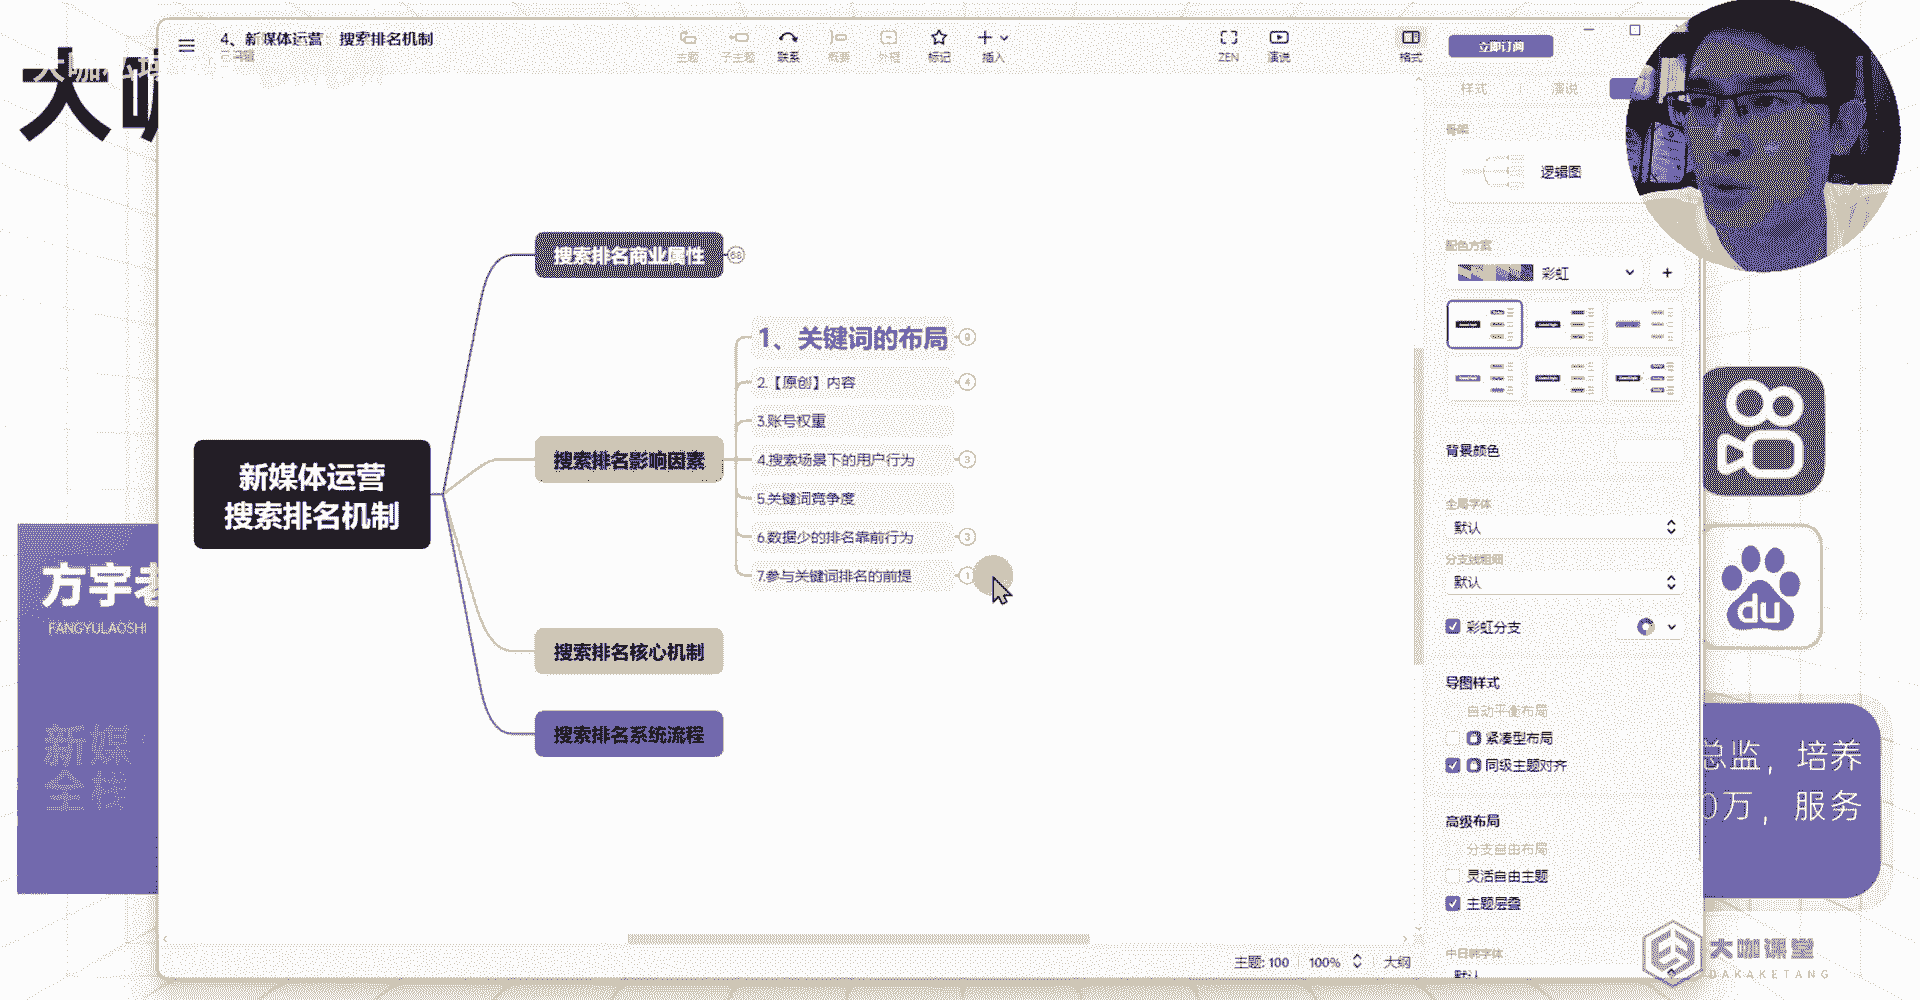 4、新媒体运营 搜索排名机制
已编辑
主题
子主题
联系
概要
外框
标记
插入
ZEN
演说
格式
立即订阅
样式
演说
骨架
逻辑图
配色方案
彩虹
背景颜色
全局字体
默认
分支线粗细
默认
彩虹分支
导图样式
自动平衡布局
紧凑型布局
同级主题对齐
高级布局
分支自由布局
灵活自由主题
主题层叠
中日韩字体
默认
新媒体运营
搜索排名机制
搜索排名商业属性
68
搜索排名影响因素
1、关键词的布局
9
2.【原创】内容
4
3.账号权重
4.搜索场景下的用户行为
3
5.关键词竞争度
6.数据少的排名靠前行为
3
7.参与关键词排名的前提
1
搜索排名核心机制
搜索排名系统流程
主题: 100
100%
大纲
大咖
方宇老
FANGYULAOSHI
新媒
全栈
du
总监，培养
0万，服务
大咖课堂
DAKAKETANG